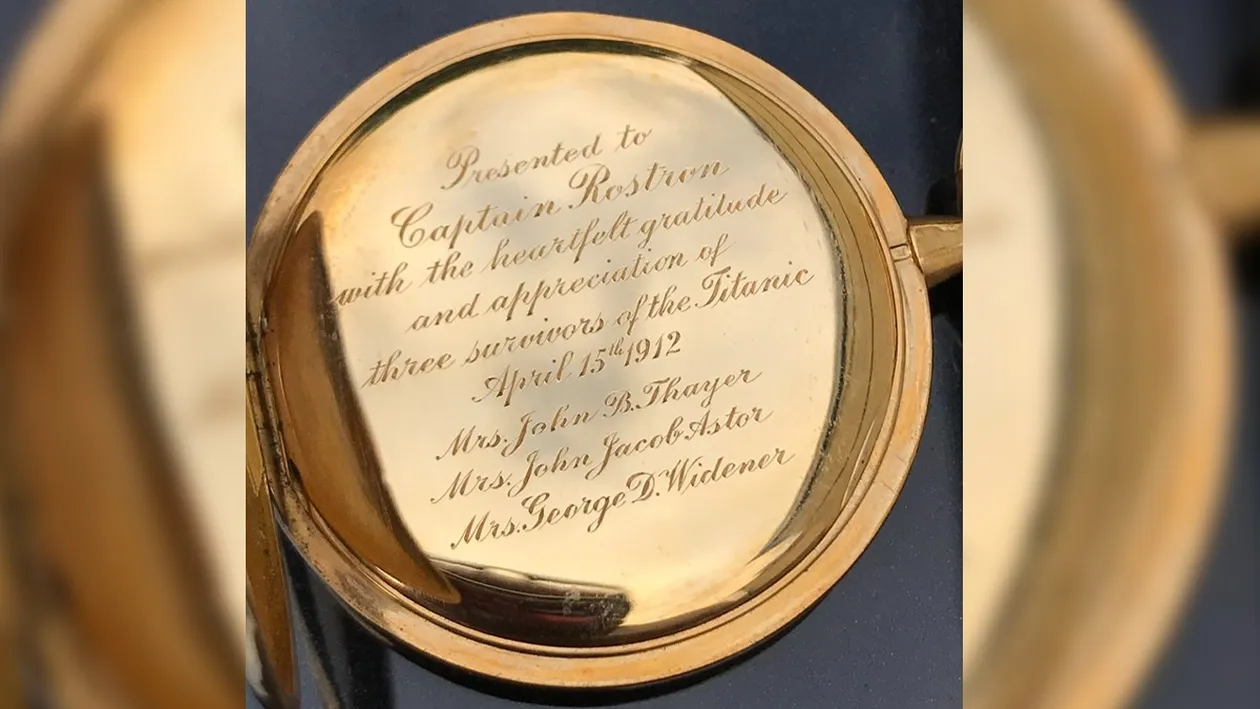 Presented to
Captain Rostron
with the heartfelt gratitude
and appreciation of
three survivors of the Titanic
April 15th 1912
Mrs. John B. Thayer
Mrs. John Jacob Astor
Mrs. George D. Widener